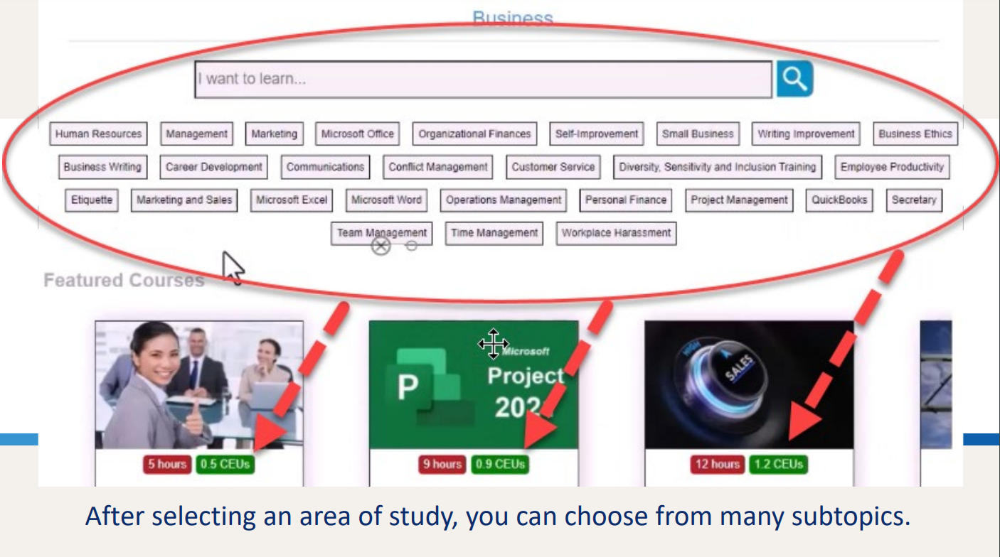 Business
I want to learn...
Human Resources Management Marketing Microsoft Office Organizational Finances Self-Improvement Small Business Writing Improvement Business Ethics
Business Writing Career Development Communications Conflict Management Customer Service Diversity, Sensitivity and Inclusion Training Employee Productivity
Etiquette Marketing and Sales Microsoft Excel Microsoft Word Operations Management Personal Finance Project Management QuickBooks Secretary
Team Management Time Management Workplace Harassment
Featured Courses
Microsoft
P Project
HIGH SALES
5 hours 0.5 CEUs 9 hours 0.9 CEUs 12 hours 1.2 CEUs
After selecting an area of study, you can choose from many subtopics.